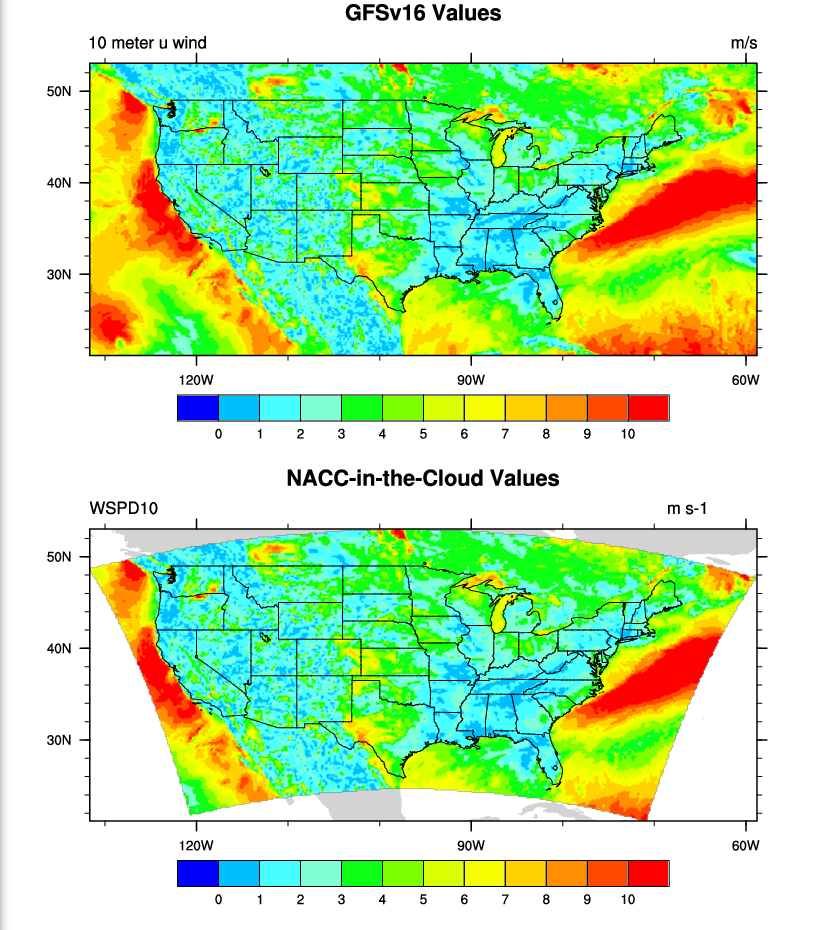 GFSv16 Values
10 meter u wind m/s
50N
40N
30N
120W 90W 60W
0 1 2 3 4 5 6 7 8 9 10
NACC-in-the-Cloud Values
WSPD10 m s-1
50N
40N
30N
120W 90W 60W
0 1 2 3 4 5 6 7 8 9 10